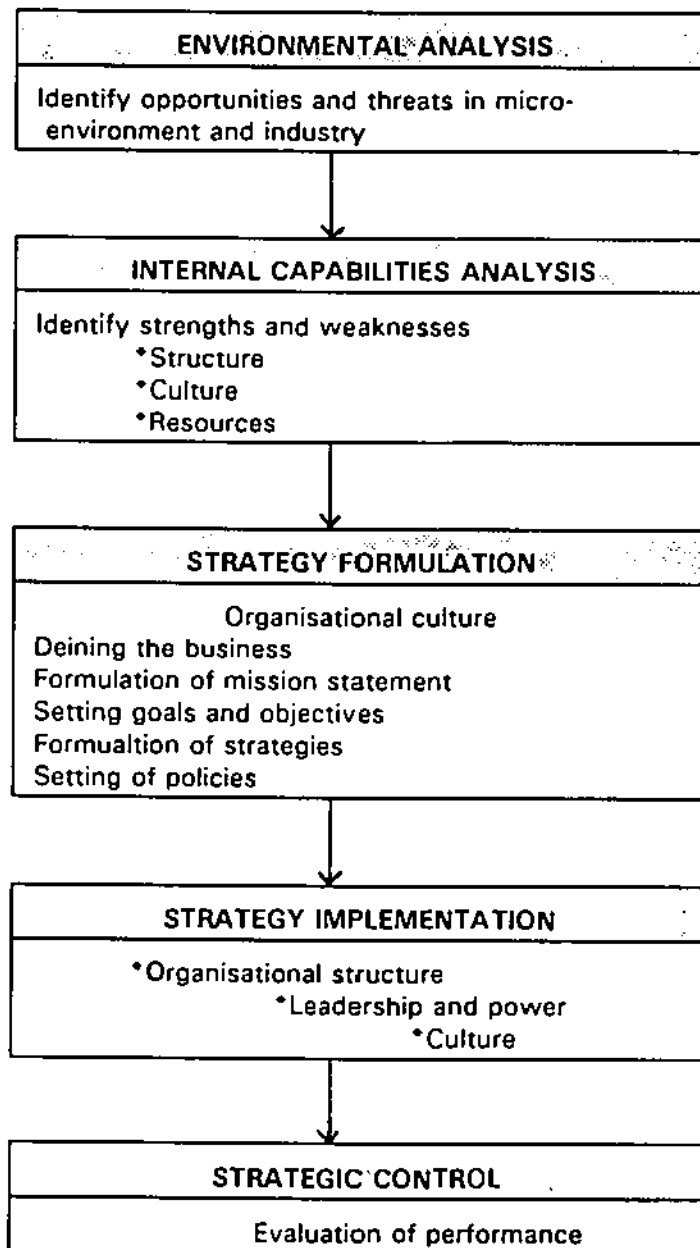 ENVIRONMENTAL ANALYSIS
Identify opportunities and threats in micro-
environment and industry
INTERNAL CAPABILITIES ANALYSIS
Identify strengths and weaknesses
*Structure
*Culture
*Resources
STRATEGY FORMULATION
Organisational culture
Deining the business
Formulation of mission statement
Setting goals and objectives
Formualtion of strategies
Setting of policies
STRATEGY IMPLEMENTATION
*Organisational structure
*Leadership and power
*Culture
STRATEGIC CONTROL
Evaluation of performance